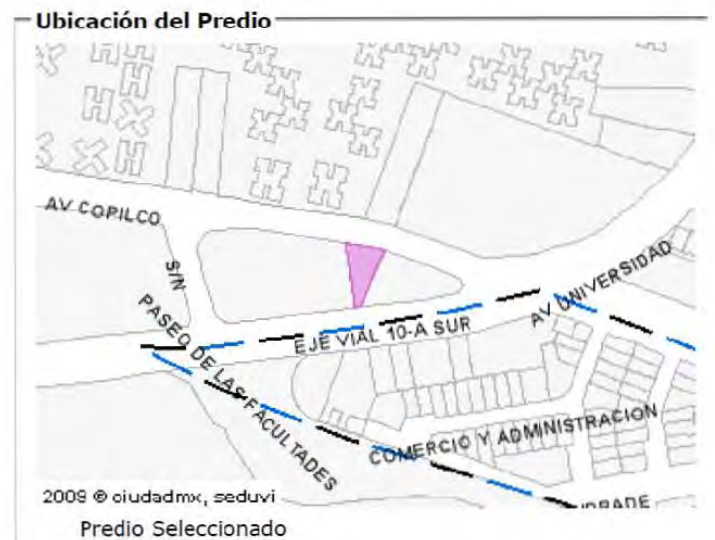 Ubicación del Predio
AV COPILCO
S/N
PASEO DE LAS FACULTADES
EJE VIAL 10-A SUR
AV UNIVERSIDAD
COMERCIO Y ADMINISTRACION
2009 © ciudadmx, seduvi
Predio Seleccionado